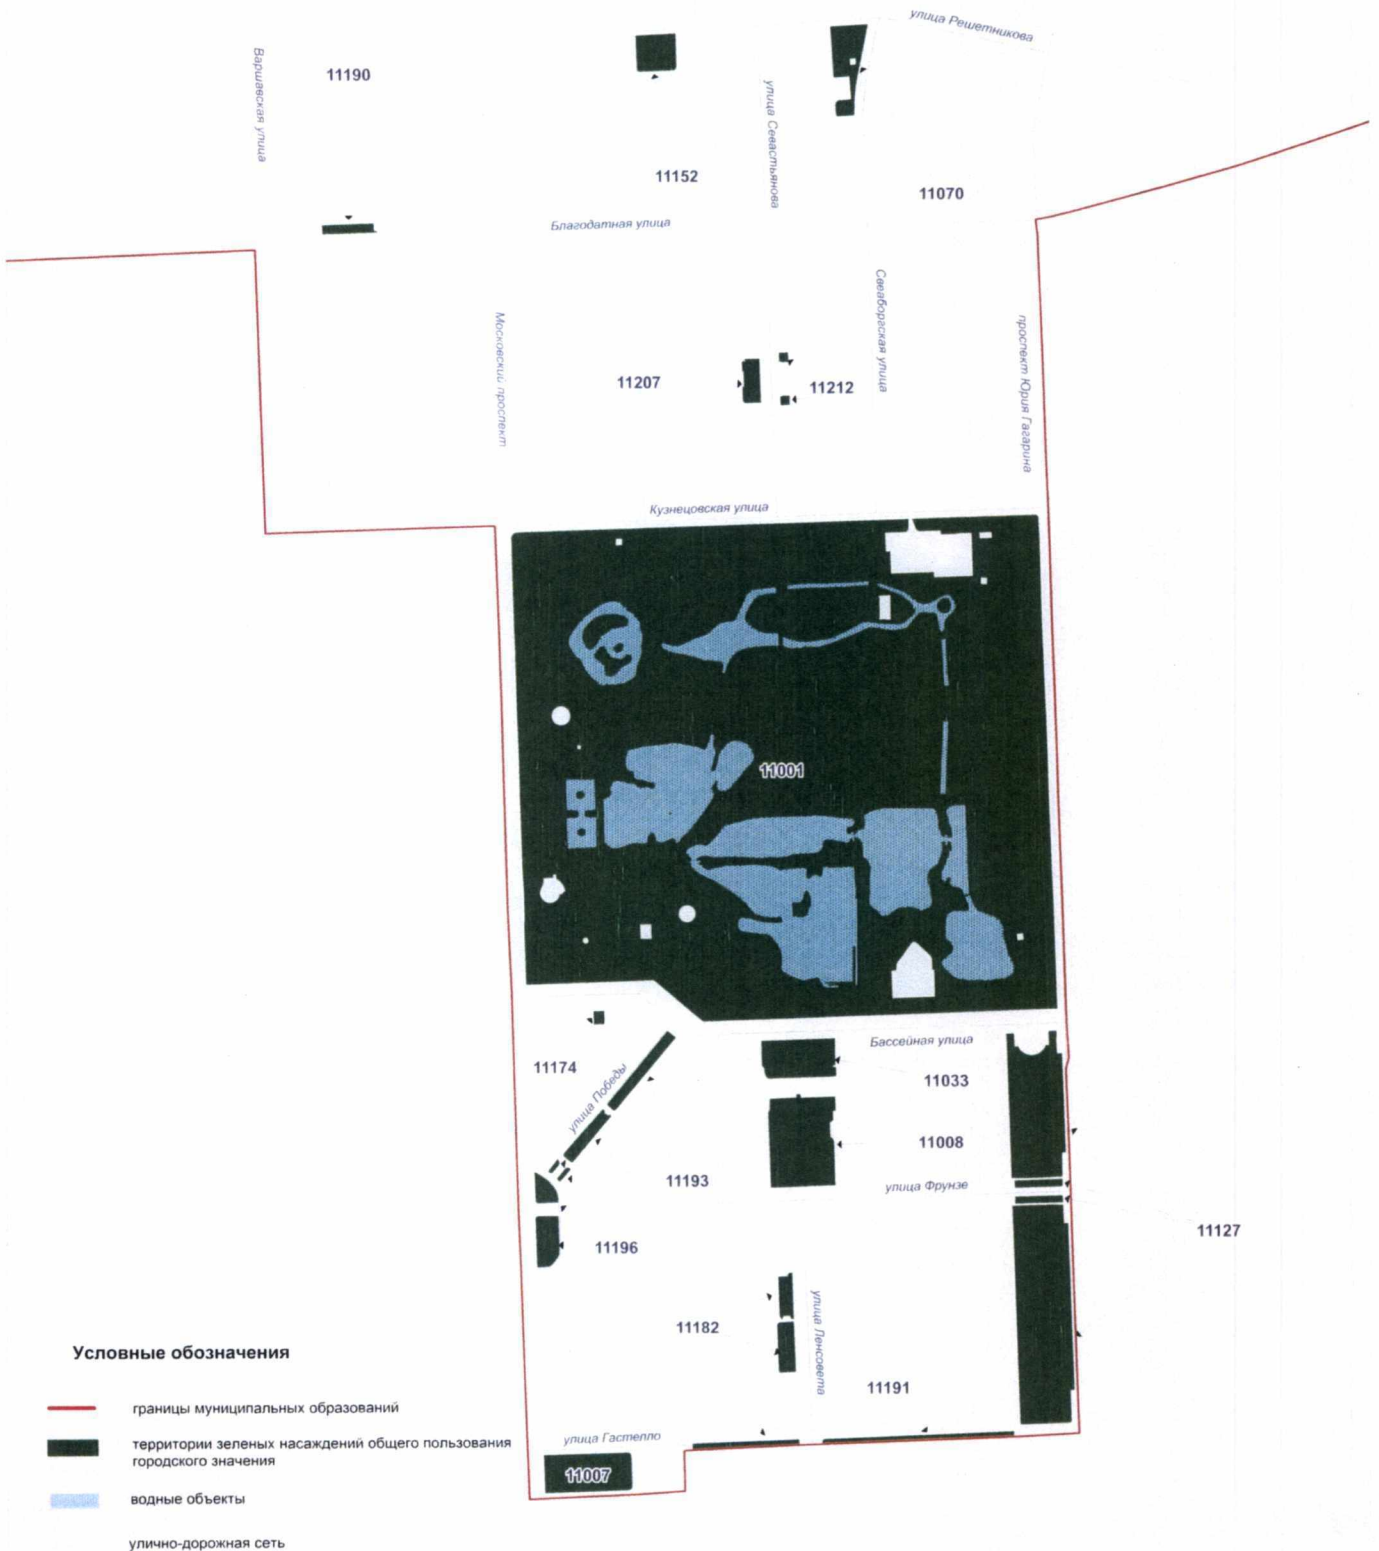 улица Решетникова
Варшавская улица
11190
улица Севастьянова
11152
11070
Благодатная улица
Свеаборгская улица
Московский проспект
проспект Юрия Гагарина
11207
11212
Кузнецовская улица
11001
Бассейная улица
11174
улица Победы
11033
11008
11193
улица Фрунзе
11127
11196
11182
улица Ленсовета
11191
улица Гастелло
11007
Условные обозначения
границы муниципальных образований
территории зеленых насаждений общего пользования
городского значения
водные объекты
улично-дорожная сеть